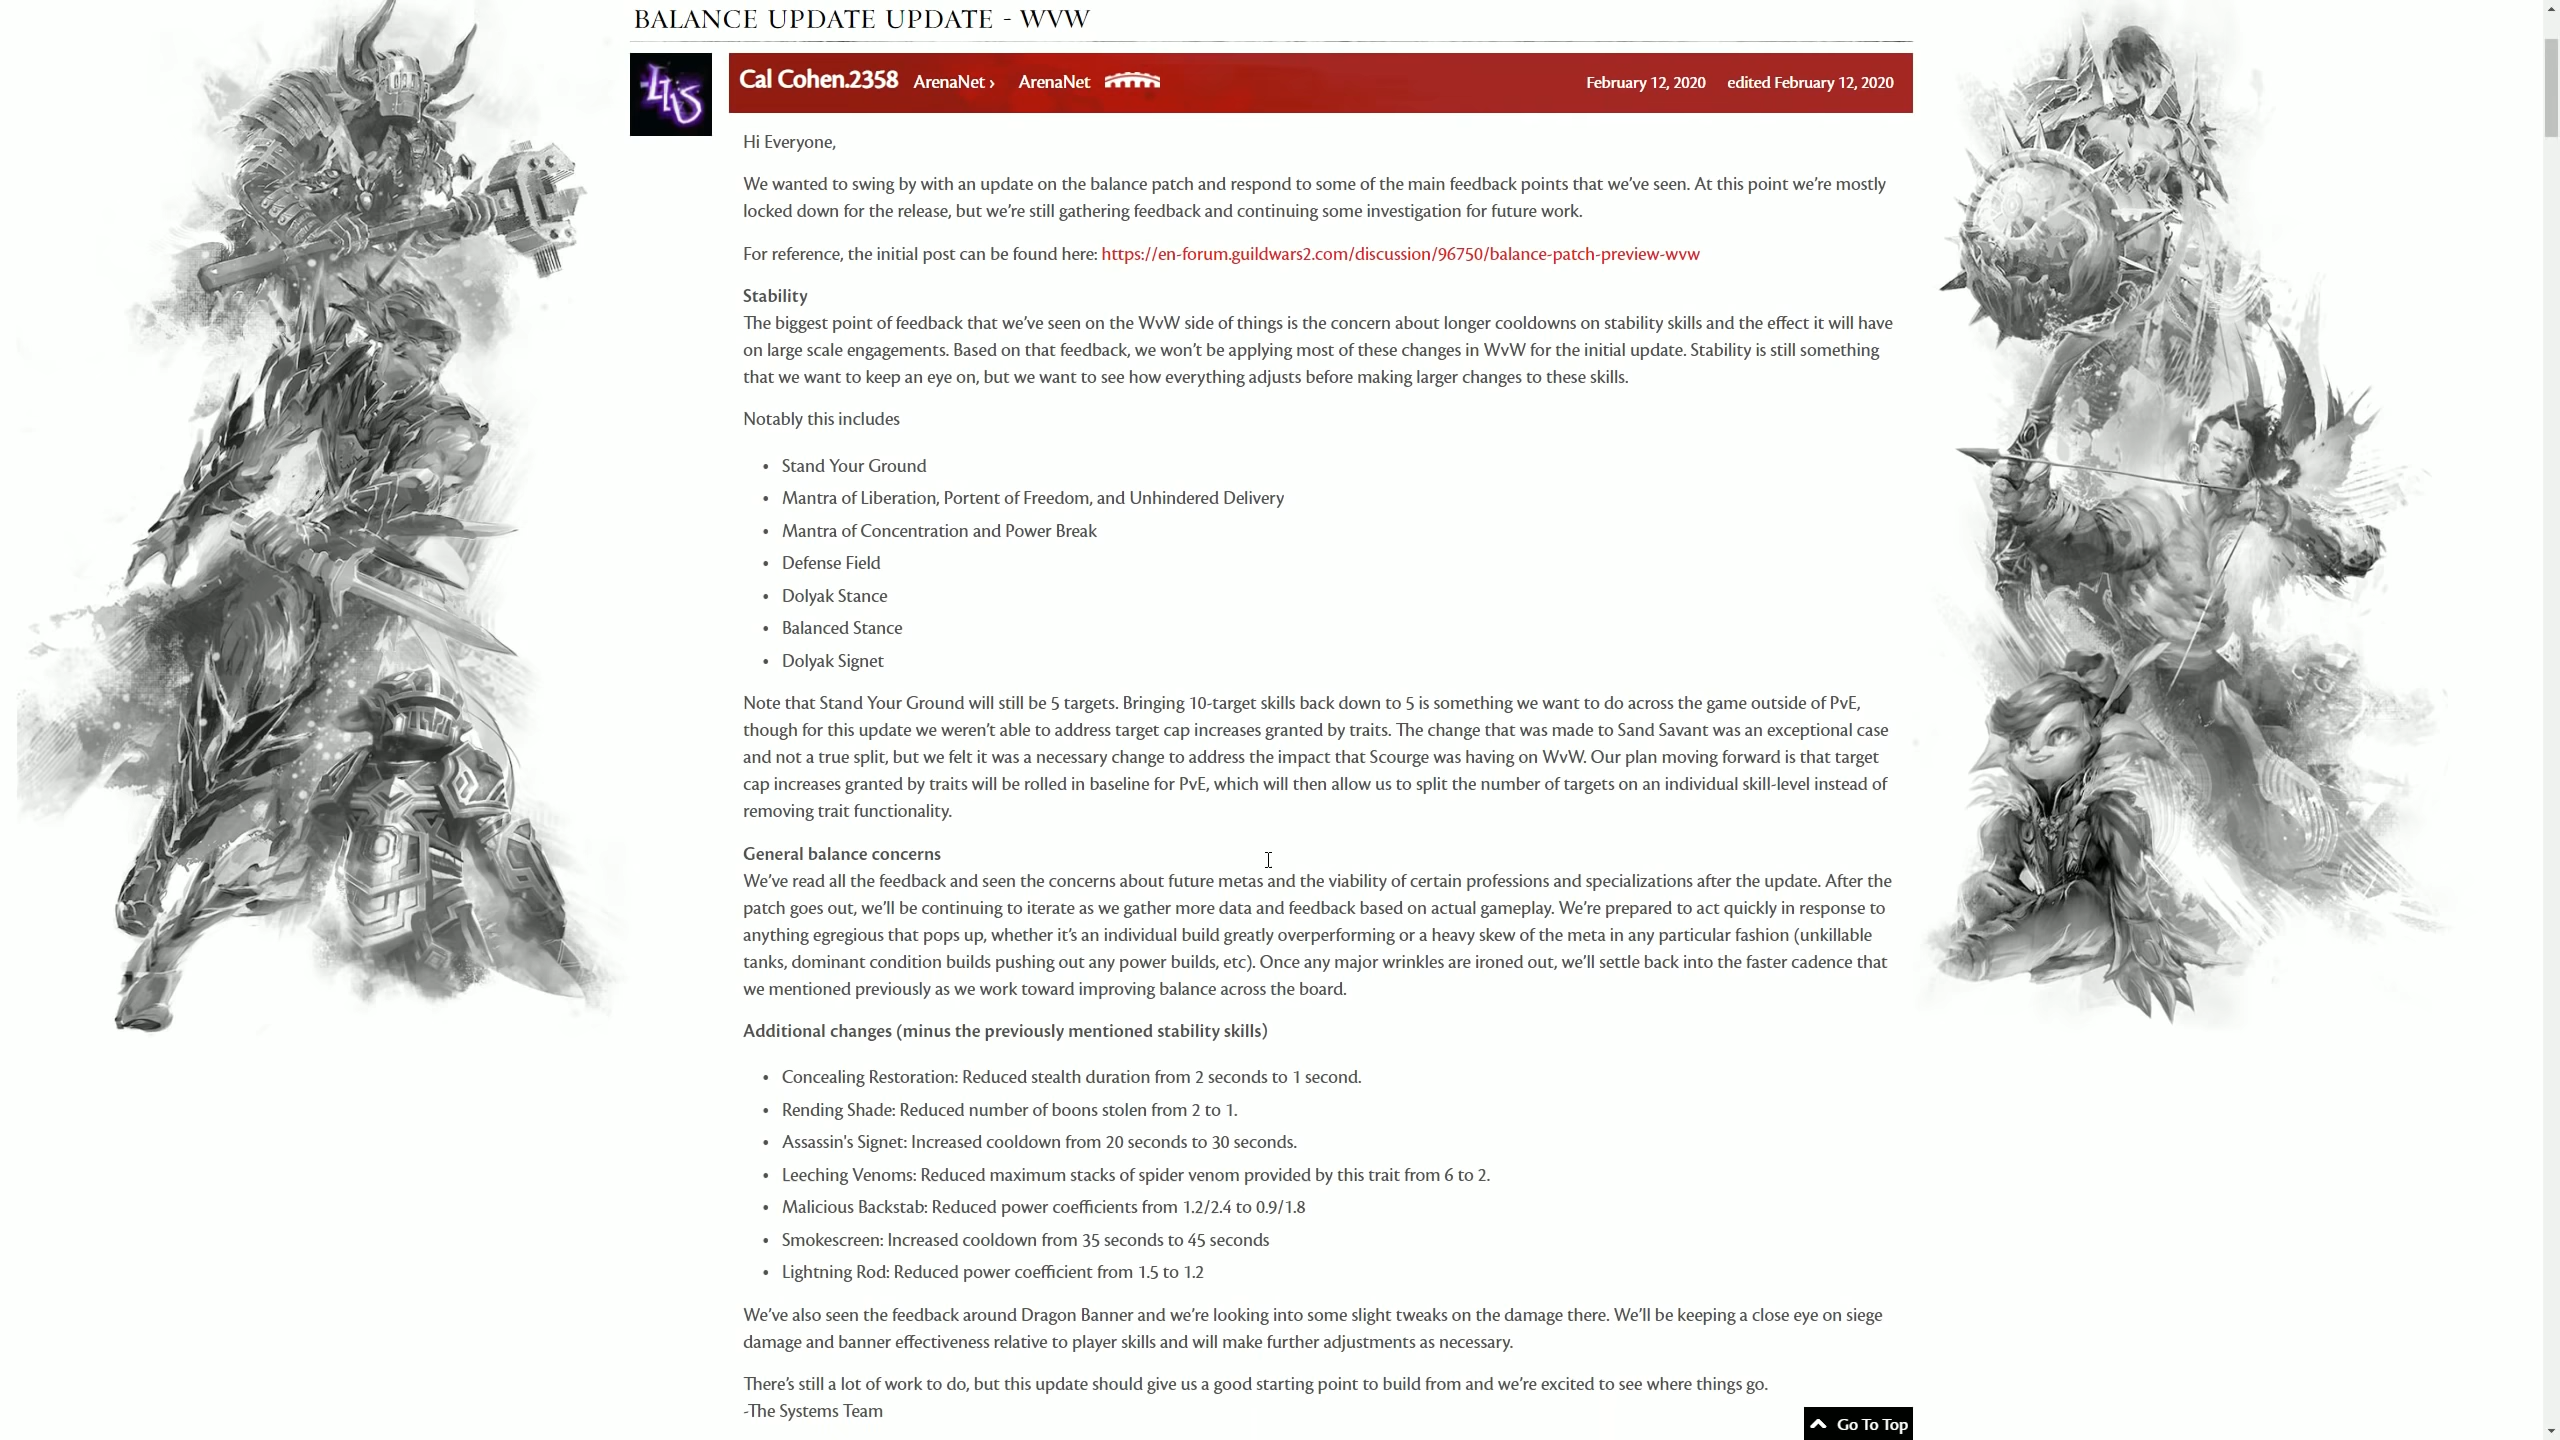 BALANCE UPDATE UPDATE - WVW
LIVS
Cal Cohen.2358 ArenaNet › ArenaNet February 12, 2020 edited February 12, 2020
Hi Everyone,
We wanted to swing by with an update on the balance patch and respond to some of the main feedback points that we’ve seen. At this point we’re mostly
locked down for the release, but we’re still gathering feedback and continuing some investigation for future work.
For reference, the initial post can be found here: https://en-forum.guildwars2.com/discussion/96750/balance-patch-preview-wvw
Stability
The biggest point of feedback that we’ve seen on the WvW side of things is the concern about longer cooldowns on stability skills and the effect it will have
on large scale engagements. Based on that feedback, we won’t be applying most of these changes in WvW for the initial update. Stability is still something
that we want to keep an eye on, but we want to see how everything adjusts before making larger changes to these skills.
Notably this includes
• Stand Your Ground
• Mantra of Liberation, Portent of Freedom, and Unhindered Delivery
• Mantra of Concentration and Power Break
• Defense Field
• Dolyak Stance
• Balanced Stance
• Dolyak Signet
Note that Stand Your Ground will still be 5 targets. Bringing 10-target skills back down to 5 is something we want to do across the game outside of PvE,
though for this update we weren’t able to address target cap increases granted by traits. The change that was made to Sand Savant was an exceptional case
and not a true split, but we felt it was a necessary change to address the impact that Scourge was having on WvW. Our plan moving forward is that target
cap increases granted by traits will be rolled in baseline for PvE, which will then allow us to split the number of targets on an individual skill-level instead of
removing trait functionality.
General balance concerns
We’ve read all the feedback and seen the concerns about future metas and the viability of certain professions and specializations after the update. After the
patch goes out, we’ll be continuing to iterate as we gather more data and feedback based on actual gameplay. We’re prepared to act quickly in response to
anything egregious that pops up, whether it’s an individual build greatly overperforming or a heavy skew of the meta in any particular fashion (unkillable
tanks, dominant condition builds pushing out any power builds, etc). Once any major wrinkles are ironed out, we’ll settle back into the faster cadence that
we mentioned previously as we work toward improving balance across the board.
Additional changes (minus the previously mentioned stability skills)
• Concealing Restoration: Reduced stealth duration from 2 seconds to 1 second.
• Rending Shade: Reduced number of boons stolen from 2 to 1.
• Assassin's Signet: Increased cooldown from 20 seconds to 30 seconds.
• Leeching Venoms: Reduced maximum stacks of spider venom provided by this trait from 6 to 2.
• Malicious Backstab: Reduced power coefficients from 1.2/2.4 to 0.9/1.8
• Smokescreen: Increased cooldown from 35 seconds to 45 seconds
• Lightning Rod: Reduced power coefficient from 1.5 to 1.2
We’ve also seen the feedback around Dragon Banner and we’re looking into some slight tweaks on the damage there. We’ll be keeping a close eye on siege
damage and banner effectiveness relative to player skills and will make further adjustments as necessary.
There’s still a lot of work to do, but this update should give us a good starting point to build from and we’re excited to see where things go.
-The Systems Team
Go To Top